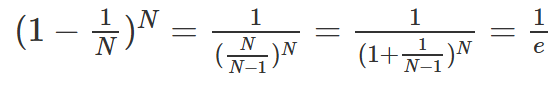 (1 − 1/N)^N = 1/(N/(N−1))^N = 1/(1+1/(N−1))^N = 1/e